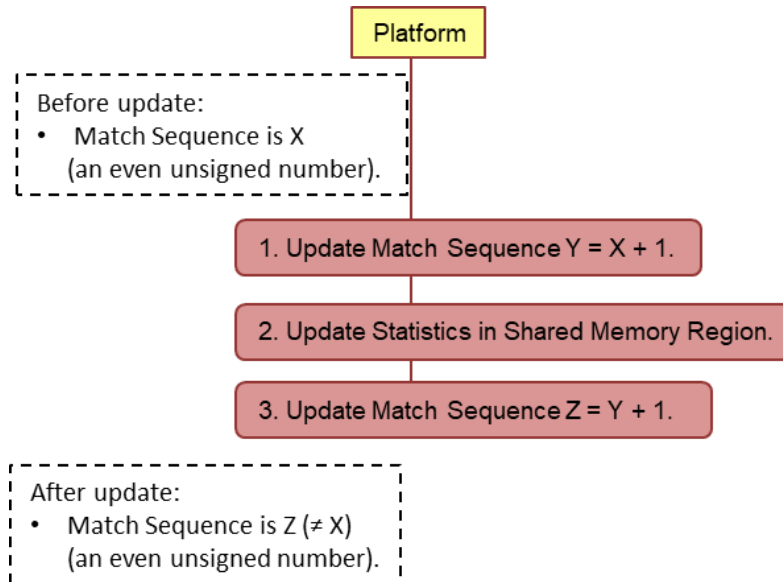 Platform
Before update:
• Match Sequence is X
(an even unsigned number).
1. Update Match Sequence Y = X + 1.
2. Update Statistics in Shared Memory Region.
3. Update Match Sequence Z = Y + 1.
After update:
• Match Sequence is Z (≠ X)
(an even unsigned number).